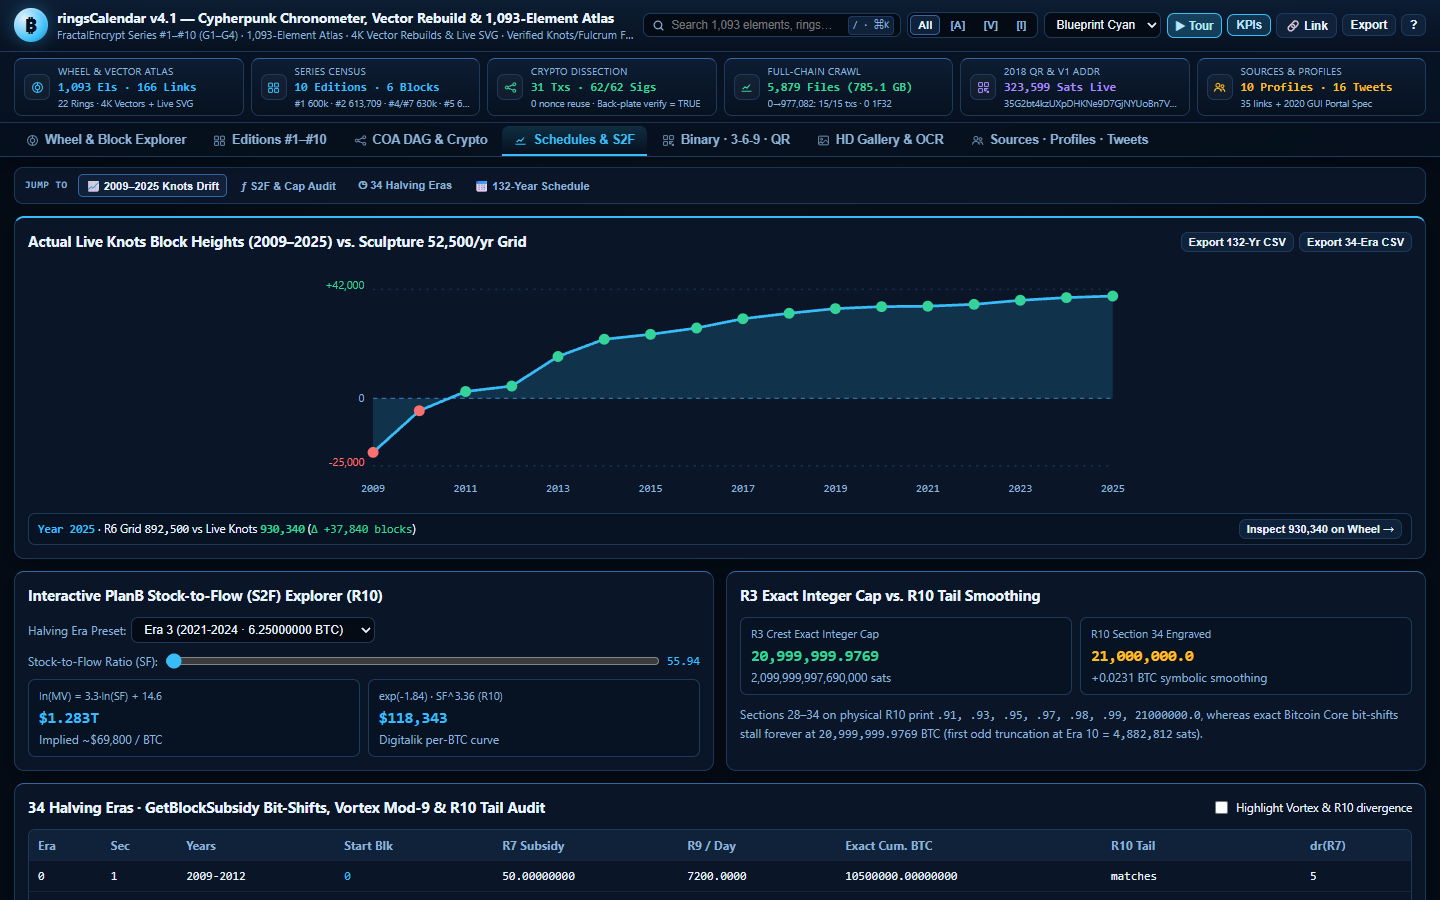 ringsCalendar v4.1 — Cypherpunk Chronometer, Vector Rebuild & 1,093-Element Atlas
FractalEncrypt Series #1–#10 (G1–G4) · 1,093-Element Atlas · 4K Vector Rebuilds & Live SVG · Verified Knots/Fulcrum F...
Search 1,093 elements, rings... / · ⌘K
All [A] [V] [I]
Blueprint Cyan
▶ Tour
KPIs
🔗 Link
Export
?
WHEEL & VECTOR ATLAS
1,093 Els · 166 Links
22 Rings · 4K Vectors + Live SVG
SERIES CENSUS
10 Editions · 6 Blocks
#1 600k · #2 613,709 · #4/#7 630k · #5 6...
CRYPTO DISSECTION
31 Txs · 62/62 Sigs
0 nonce reuse · Back-plate verify = TRUE
FULL-CHAIN CRAWL
5,879 Files (785.1 GB)
0→977,082: 15/15 txs · 0 1F32
2018 QR & V1 ADDR
323,599 Sats Live
35G2bt4kzUXpDHKNe9D7GjNYUoBn7V...
SOURCES & PROFILES
10 Profiles · 16 Tweets
35 links + 2020 GUI Portal Spec
Wheel & Block Explorer
Editions #1–#10
COA DAG & Crypto
Schedules & S2F
Binary · 3-6-9 · QR
HD Gallery & OCR
Sources · Profiles · Tweets
JUMP TO
📈 2009–2025 Knots Drift
ƒ S2F & Cap Audit
34 Halving Eras
132-Year Schedule
Actual Live Knots Block Heights (2009–2025) vs. Sculpture 52,500/yr Grid
Export 132-Yr CSV
Export 34-Era CSV
+42,000
0
-25,000
2009 2011 2013 2015 2017 2019 2021 2023 2025
Year 2025 · R6 Grid 892,500 vs Live Knots 930,340 (Δ +37,840 blocks)
Inspect 930,340 on Wheel →
Interactive PlanB Stock-to-Flow (S2F) Explorer (R10)
Halving Era Preset: Era 3 (2021-2024 · 6.25000000 BTC)
Stock-to-Flow Ratio (SF): 55.94
ln(MV) = 3.3·ln(SF) + 14.6
$1.283T
Implied ~$69,800 / BTC
exp(-1.84) · SF^3.36 (R10)
$118,343
Digitalik per-BTC curve
R3 Exact Integer Cap vs. R10 Tail Smoothing
R3 Crest Exact Integer Cap
20,999,999.9769
2,099,999,997,690,000 sats
R10 Section 34 Engraved
21,000,000.0
+0.0231 BTC symbolic smoothing
Sections 28–34 on physical R10 print .91, .93, .95, .97, .98, .99, 21000000.0, whereas exact Bitcoin Core bit-shifts
stall forever at 20,999,999.9769 BTC (first odd truncation at Era 10 = 4,882,812 sats).
34 Halving Eras · GetBlockSubsidy Bit-Shifts, Vortex Mod-9 & R10 Tail Audit
Highlight Vortex & R10 divergence
Era Sec Years Start Blk R7 Subsidy R9 / Day Exact Cum. BTC R10 Tail dr(R7)
0 1 2009-2012 0 50.00000000 7200.0000 10500000.00000000 matches 5